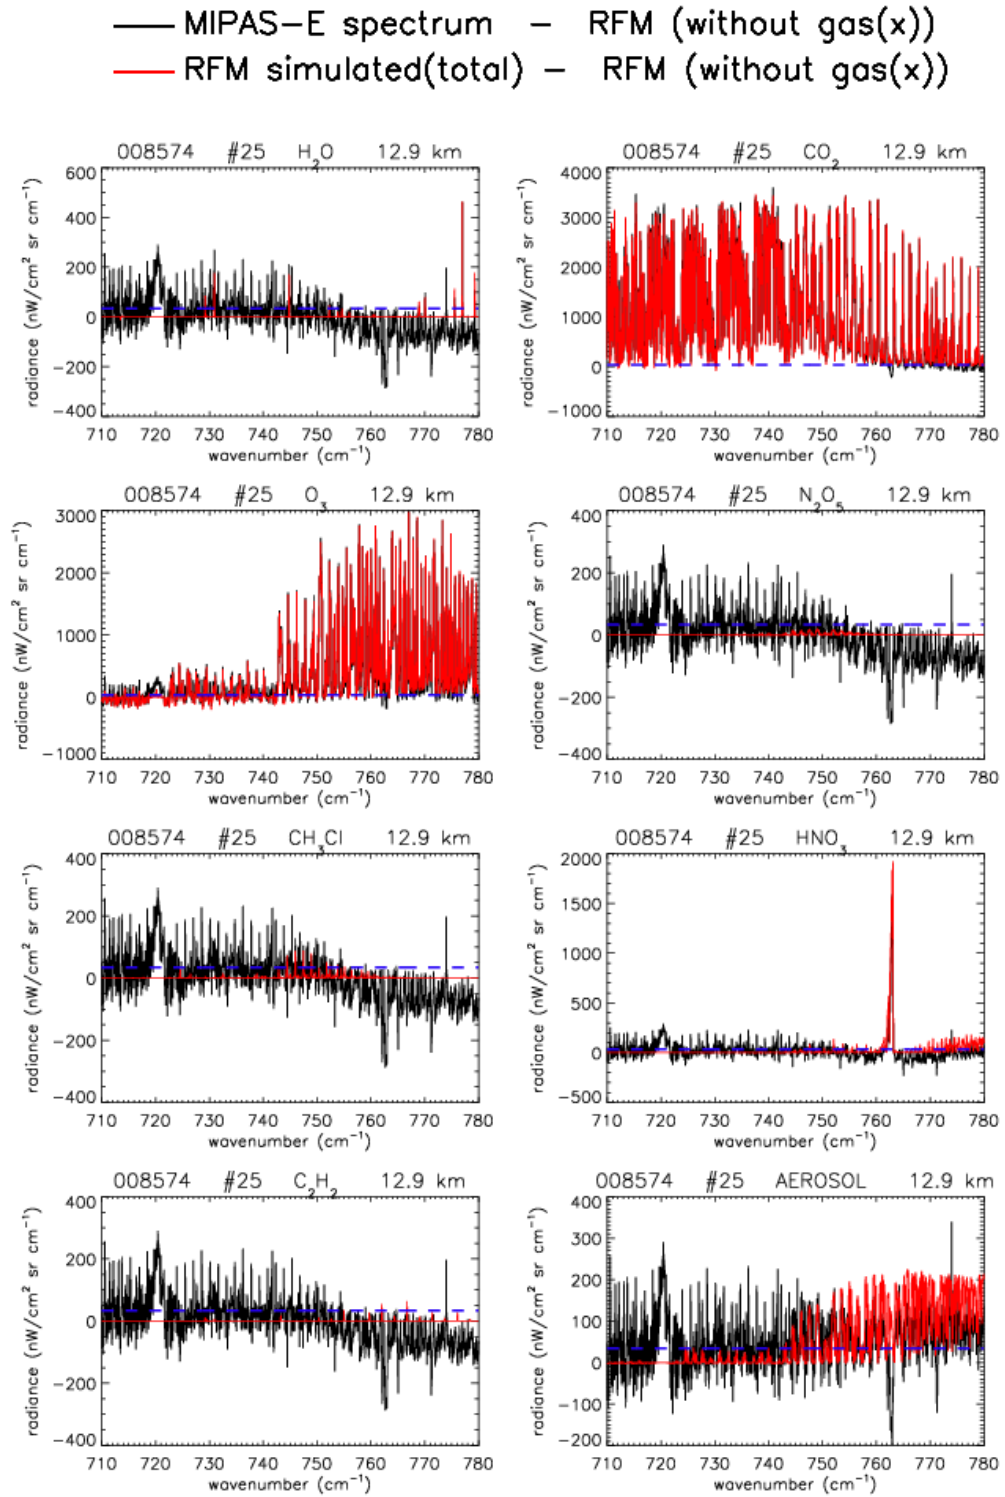 MIPAS-E spectrum - RFM (without gas(x))
RFM simulated(total) - RFM (without gas(x))
008574 #25 H₂O 12.9 km
600
400
200
0
-200
-400
radiance (nW/cm² sr cm⁻¹)
710 720 730 740 750 760 770 780
wavenumber (cm⁻¹)
008574 #25 CO₂ 12.9 km
4000
3000
2000
1000
0
-1000
radiance (nW/cm² sr cm⁻¹)
710 720 730 740 750 760 770 780
wavenumber (cm⁻¹)
008574 #25 O₃ 12.9 km
3000
2000
1000
0
-1000
radiance (nW/cm² sr cm⁻¹)
710 720 730 740 750 760 770 780
wavenumber (cm⁻¹)
008574 #25 N₂O₅ 12.9 km
400
200
0
-200
-400
radiance (nW/cm² sr cm⁻¹)
710 720 730 740 750 760 770 780
wavenumber (cm⁻¹)
008574 #25 CH₃Cl 12.9 km
400
200
0
-200
-400
radiance (nW/cm² sr cm⁻¹)
710 720 730 740 750 760 770 780
wavenumber (cm⁻¹)
008574 #25 HNO₃ 12.9 km
2000
1500
1000
500
0
-500
radiance (nW/cm² sr cm⁻¹)
710 720 730 740 750 760 770 780
wavenumber (cm⁻¹)
008574 #25 C₂H₂ 12.9 km
400
200
0
-200
-400
radiance (nW/cm² sr cm⁻¹)
710 720 730 740 750 760 770 780
wavenumber (cm⁻¹)
008574 #25 AEROSOL 12.9 km
400
300
200
100
0
-100
-200
radiance (nW/cm² sr cm⁻¹)
710 720 730 740 750 760 770 780
wavenumber (cm⁻¹)